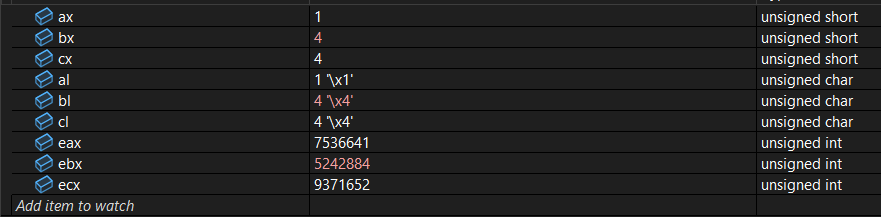 ax 1 unsigned short
bx 4 unsigned short
cx 4 unsigned short
al 1 '\x1' unsigned char
bl 4 '\x4' unsigned char
cl 4 '\x4' unsigned char
eax 7536641 unsigned int
ebx 5242884 unsigned int
ecx 9371652 unsigned int
Add item to watch